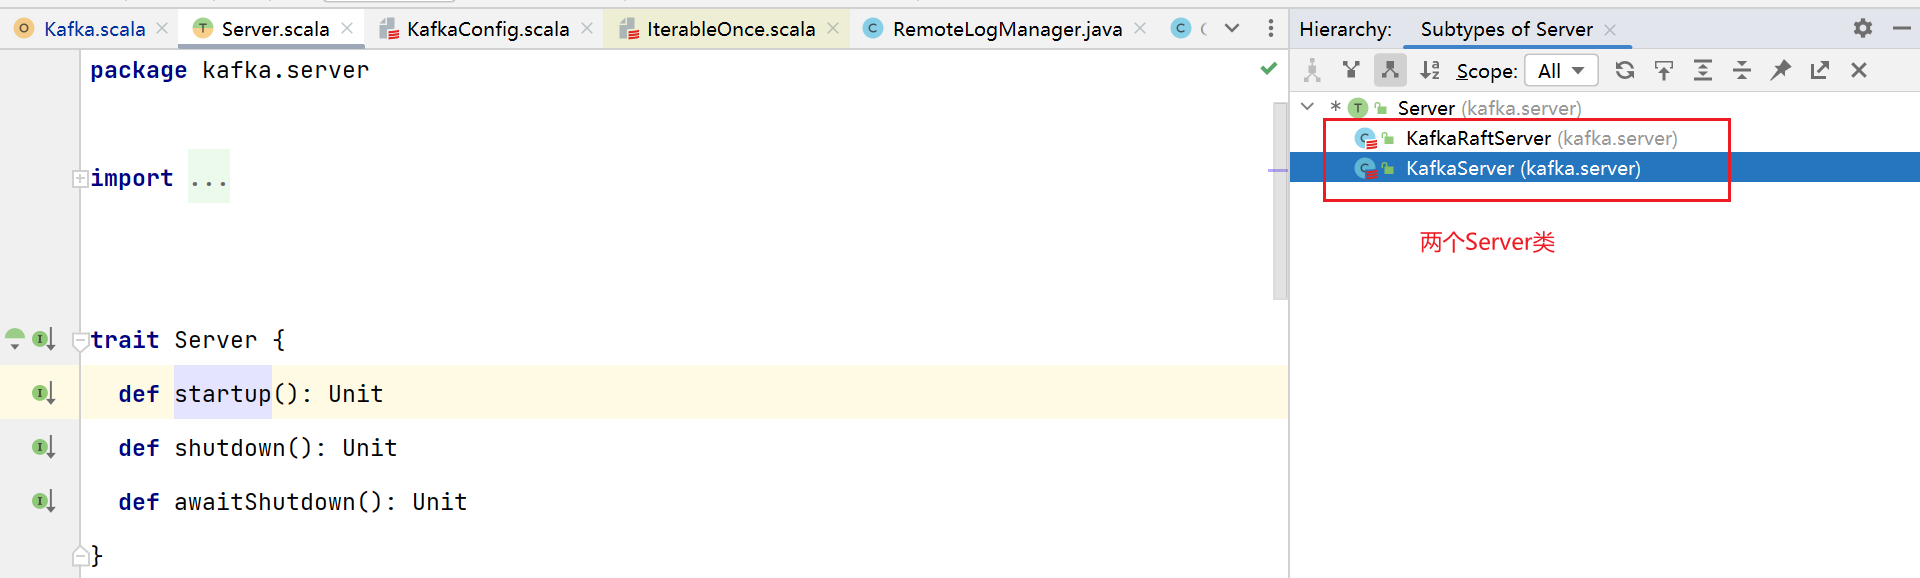 Kafka.scala Server.scala KafkaConfig.scala IterableOnce.scala RemoteLogManager.java
package kafka.server
import ...
trait Server {
def startup(): Unit
def shutdown(): Unit
def awaitShutdown(): Unit
}
Hierarchy: Subtypes of Server
Scope: All
* Server (kafka.server)
KafkaRaftServer (kafka.server)
KafkaServer (kafka.server)
两个Server类